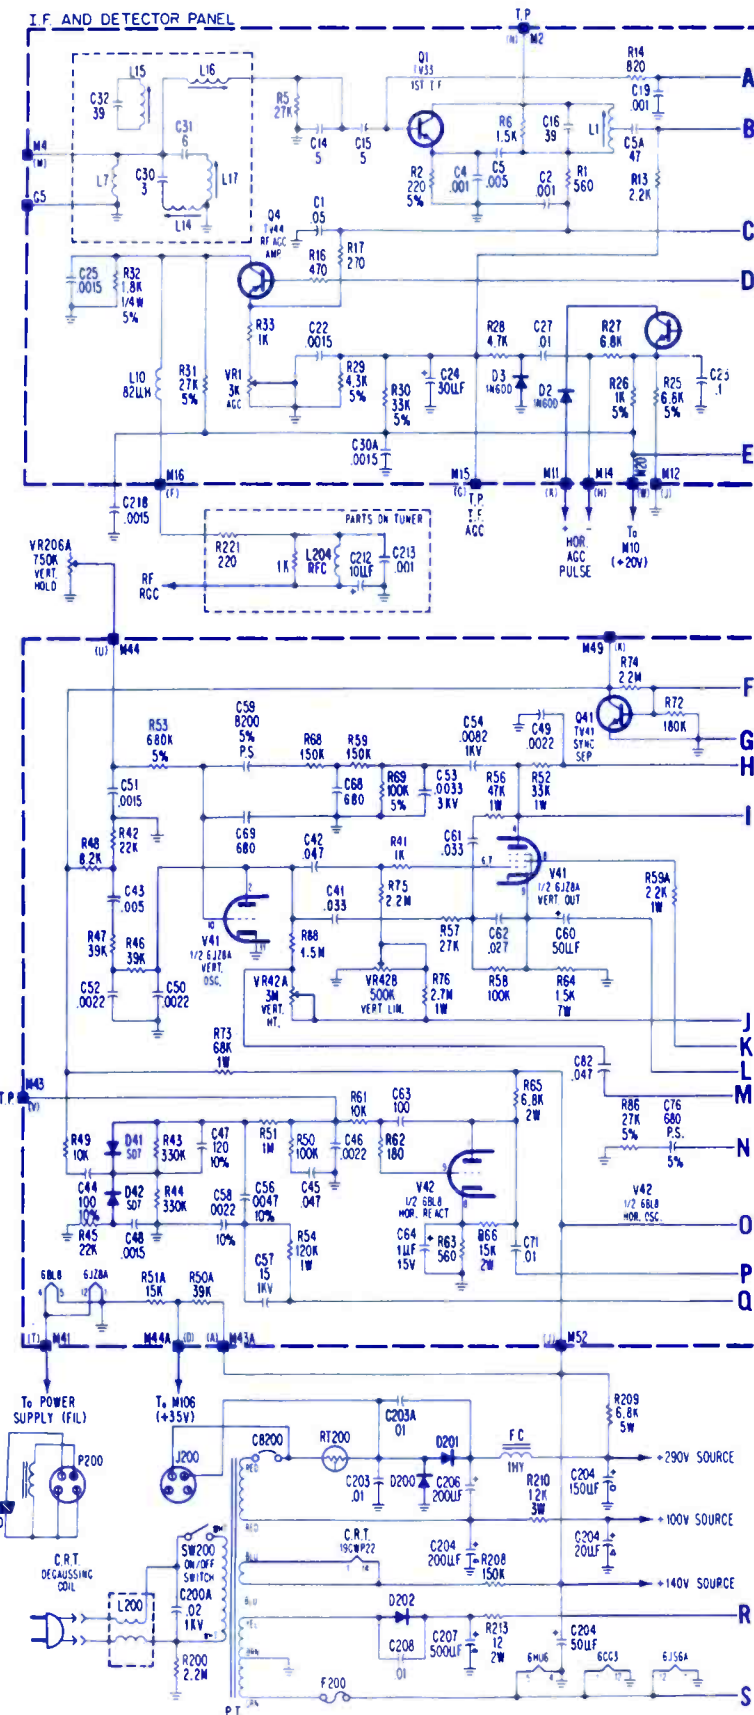 I.F. AND DETECTOR PANEL
T.P.
(N) M2
L15
L16
C32
39
C31
6
R5
27K
C14
5
C15
5
Q1
TV33
1ST I.F.
R14
820
A
C19
.001
M4
(M)
L7
C30
3
L17
L14
R6
1.5K
C16
39
L1
B
C5A
47
G5
R2
220
5%
C4
.001
C5
.005
C2
.001
R1
560
R13
2.2K
C1
.05
C
Q4
TV44
RF AGC
AMP
R16
470
R17
270
D
C25
.0015
R32
1.8K
1/4W
5%
R33
1K
C22
.0015
R28
4.7K
C27
.01
R27
6.8K
L10
82UH
R31
27K
5%
VR1
3K
AGC
R29
4.3K
5%
R30
33K
5%
C24
30UF
D3
1N60D
D2
1N60D
R26
1K
5%
R25
6.8K
5%
.1
C30A
.0015
E
M16
(F)
M15
(G)
M11
(K)
M14
(H)
(W)
M12
(J)
C218
.0015
T.P.
I.F.
AGC
+
-
HOR.
AGC
PULSE
To
M10
(+20V)
PARTS ON TUNER
R221
220
1K
L204
RFC
C212
10UF
C213
.001
VR206A
750K
VERT.
HOLD
RF
(U)
M44
M49
(K)
R74
2.2M
F
Q41
TV41
SYNC
SEP
R72
180K
G
R53
680K
5%
C59
8200
5%
P.S.
R68
150K
R59
150K
C54
.0082
1KV
C49
.0022
H
C51
.0015
C68
680
R69
100K
5%
C53
.0033
3KV
R56
47K
1W
R52
33K
1W
I
R48
8.2K
R42
22K
C69
680
C42
.047
R41
1K
C61
.033
V41
1/2 6JZ8A
VERT. OUT
R59A
2.2K
1W
C43
.005
C41
.033
R75
2.2M
R47
39K
R46
39K
V41
1/2 6JZ8A
VERT.
OSC.
R88
1.5M
R57
27K
C62
.027
C60
50UF
C52
.0022
C50
.0022
VR42A
3M
VERT.
HT.
VR42B
500K
VERT LIN.
R76
2.7M
1W
R58
100K
R64
1.5K
7W
J
K
L
R73
68K
1W
C82
.047
M
T.P.
M43
(V)
R65
6.8K
2W
R49
10K
D41
SD7
R43
330K
C47
120
10%
R51
1M
R50
100K
C46
.0022
R61
10K
C63
100
R62
180
R86
27K
5%
C76
680
P.S.
5%
N
C44
100
10%
D42
SD7
R44
330K
C58
.0022
10%
C56
.0047
10%
C45
.047
V42
1/2 6BL8
HOR. REACT
V42
1/2 6BL8
HOR. OSC.
O
R45
22K
C48
.0015
R54
120K
1W
C64
1UF
15V
R63
560
R66
15K
2W
C71
.01
P
C57
15
1KV
Q
6BL8
6JZ8A
R51A
15K
R50A
39K
(T)
M41
M44A
(D)
(A)
M43A
(J)
M52
To POWER
SUPPLY (FIL)
To M106
(+35V)
P200
J200
CB200
RT200
C203A
.01
D201
FC
1HY
R209
6.8K
5W
+290V SOURCE
C203
.01
D200
C206
200UF
R210
1.2K
3W
C204
150UF
+100V SOURCE
RED
RED
C.R.T.
DEGAUSSING
COIL
SW200
ON/OFF
SWITCH
C.R.T.
19GWP22
C204
200UF
C204
20UF
BLU
R208
150K
+140V SOURCE
L200
C200A
.02
1KV
BLU
YEL
D202
R213
12
2W
R
C204
50UF
C207
500UF
C208
.01
R200
2.2M
BRN
F200
6HU6
6CG3
6JS6A
S
P.T.